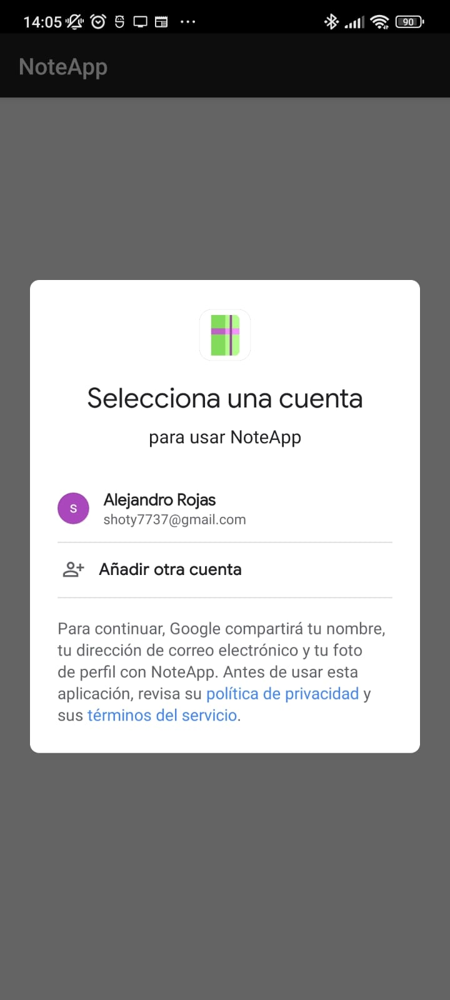 14:05
90
NoteApp
Selecciona una cuenta
para usar NoteApp
S
Alejandro Rojas
shoty7737@gmail.com
Añadir otra cuenta
Para continuar, Google compartirá tu nombre,
tu dirección de correo electrónico y tu foto
de perfil con NoteApp. Antes de usar esta
aplicación, revisa su política de privacidad y
sus términos del servicio.